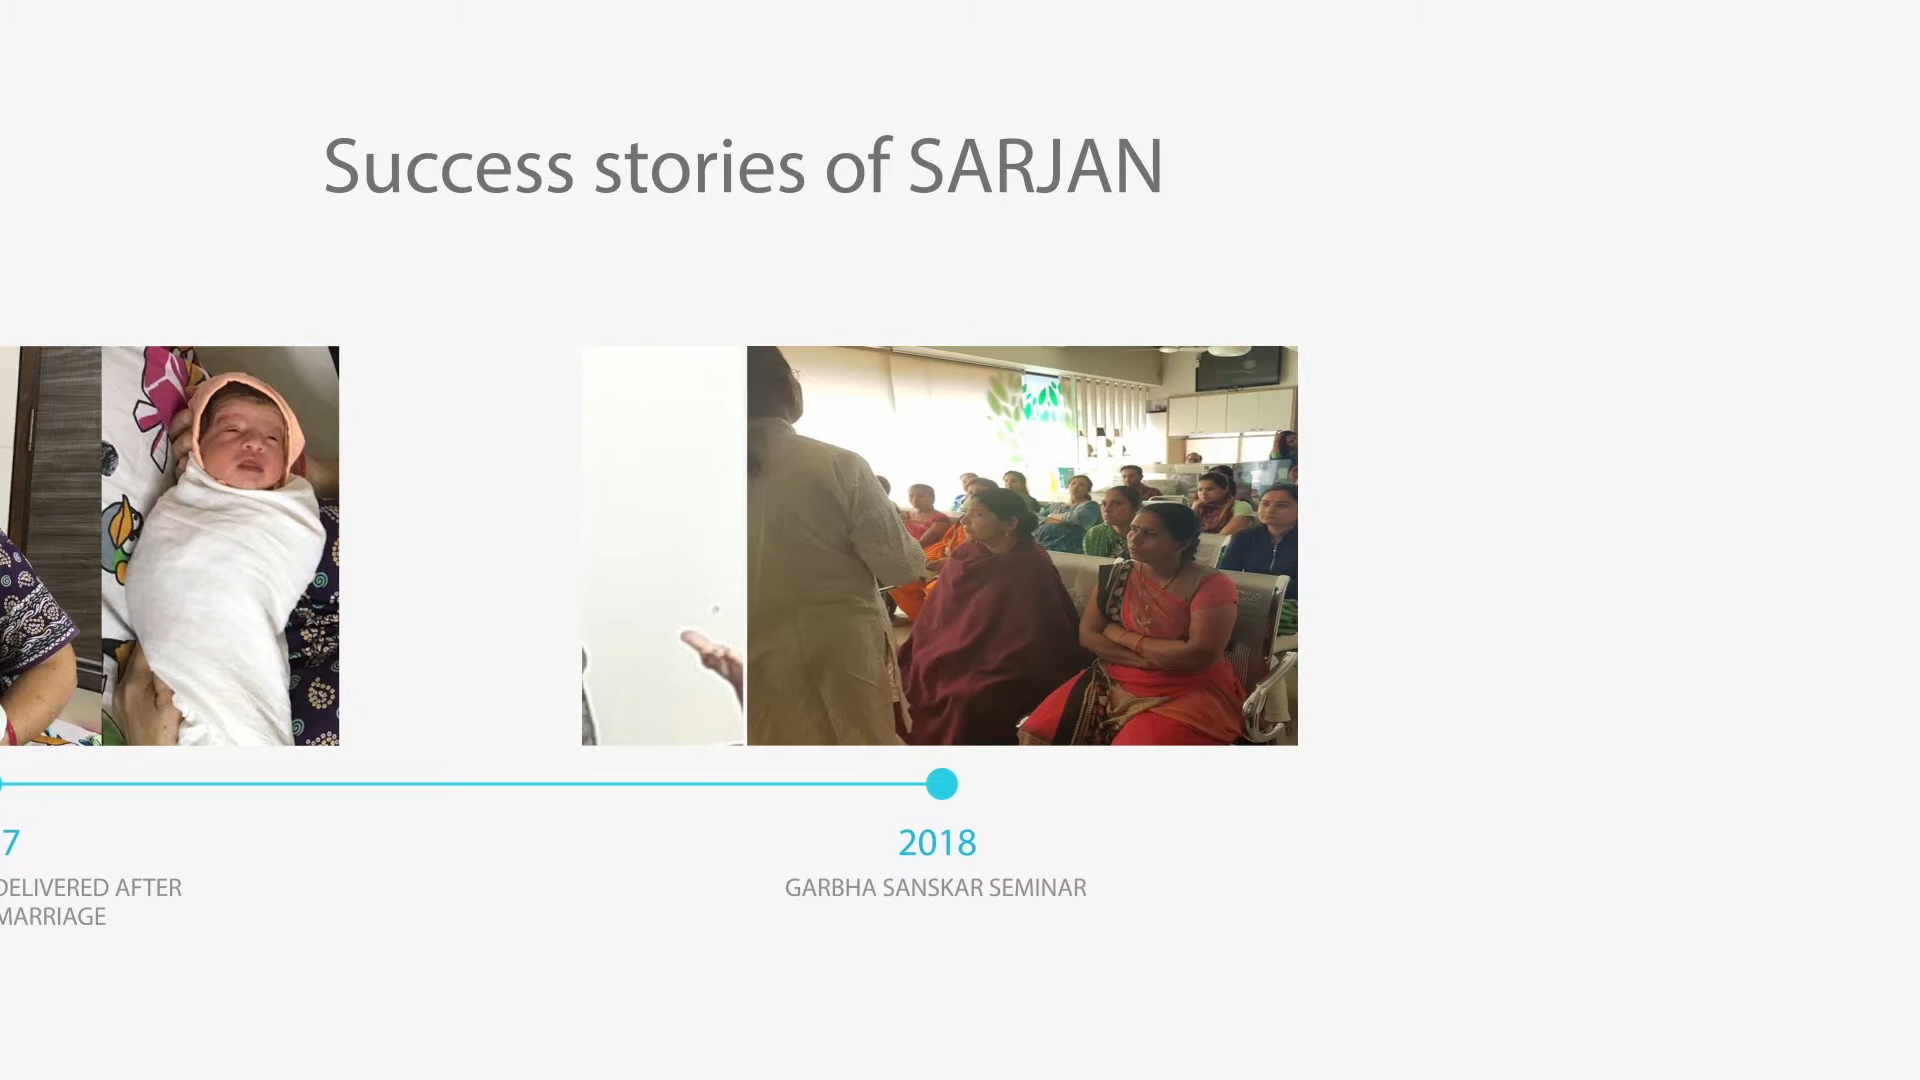 Success stories of SARJAN
7
DELIVERED AFTER
MARRIAGE
2018
GARBHA SANSKAR SEMINAR